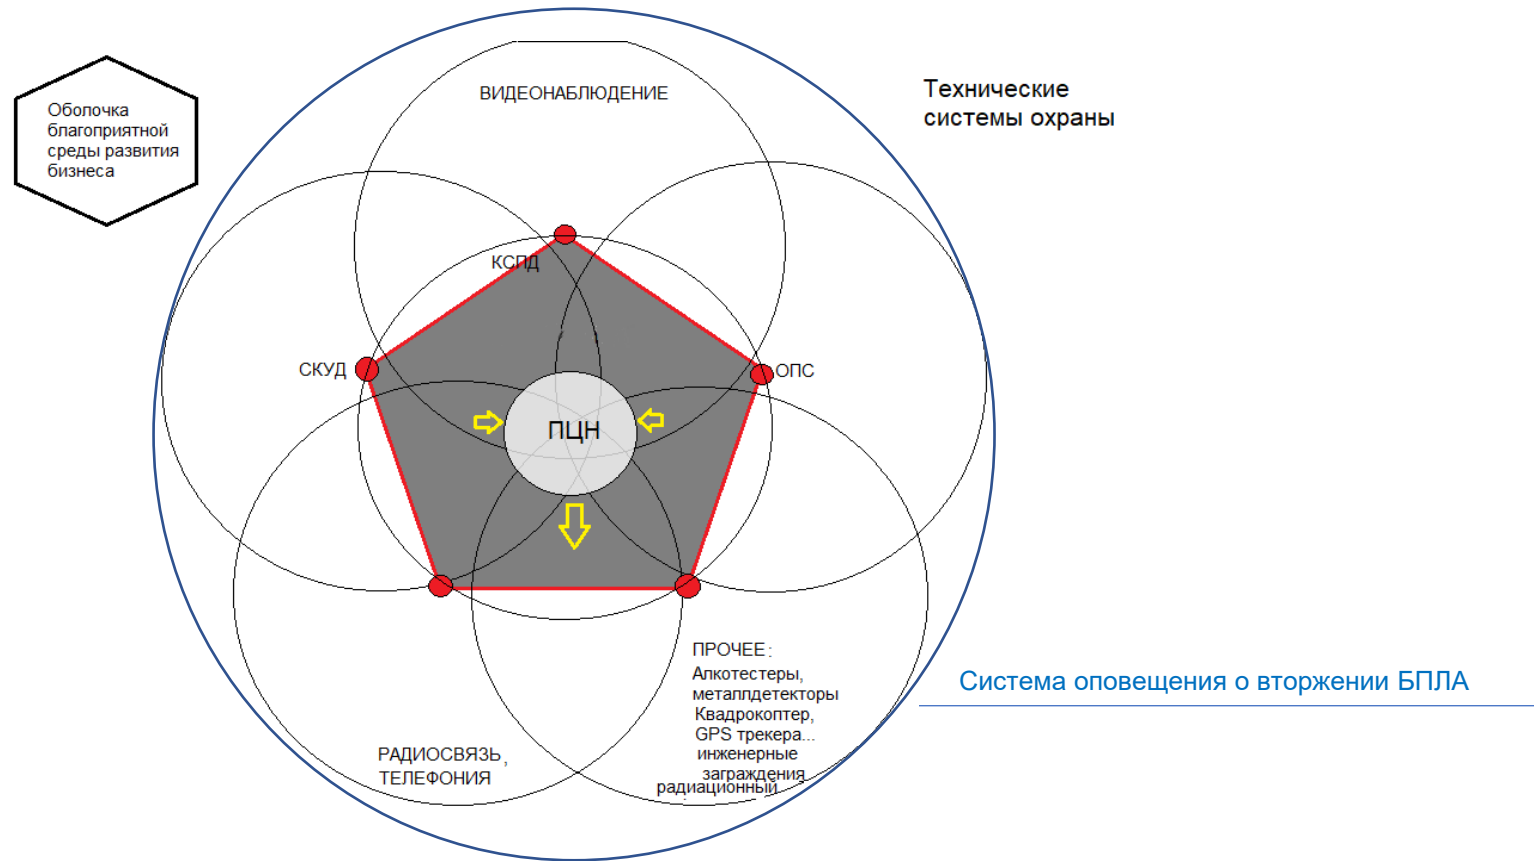 Оболочка
благоприятной
среды развития
бизнеса
ВИДЕОНАБЛЮДЕНИЕ
Технические
системы охраны
КСПД
СКУД
ОПС
ПЦН
ПРОЧЕЕ:
Алкотестеры,
металлдетекторы
Квадрокоптер,
GPS трекера...
инженерные
заграждения
радиационный
РАДИОСВЯЗЬ,
ТЕЛЕФОНИЯ
Система оповещения о вторжении БПЛА